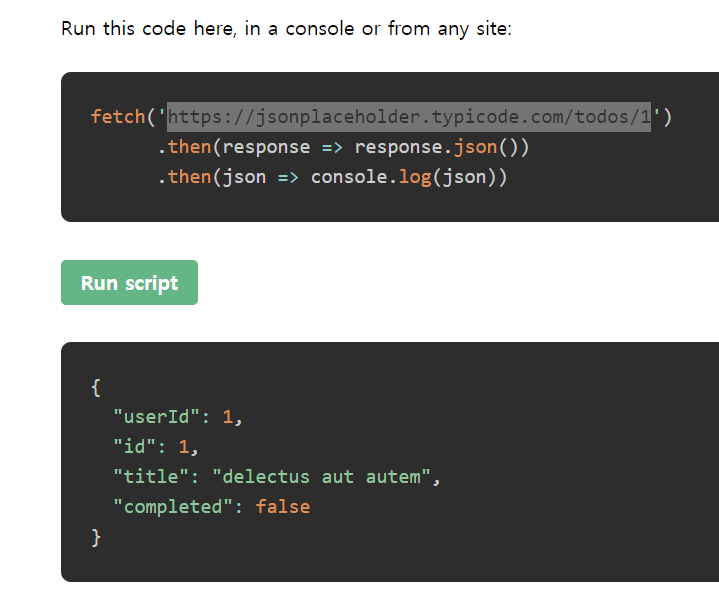 Run this code here, in a console or from any site:
fetch('https://jsonplaceholder.typicode.com/todos/1')
      .then(response => response.json())
      .then(json => console.log(json))
Run script
{
  "userId": 1,
  "id": 1,
  "title": "delectus aut autem",
  "completed": false
}